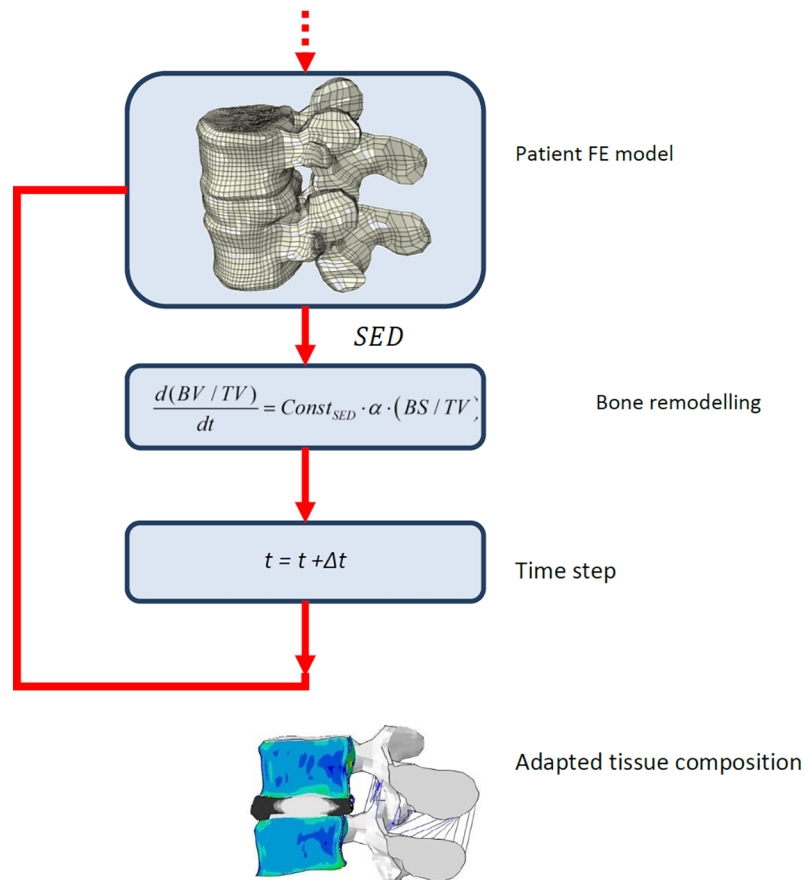 Patient FE model
SED
d(BV / TV)
dt
= Const_SED · α · (BS / TV)
Bone remodelling
t = t +Δt
Time step
Adapted tissue composition